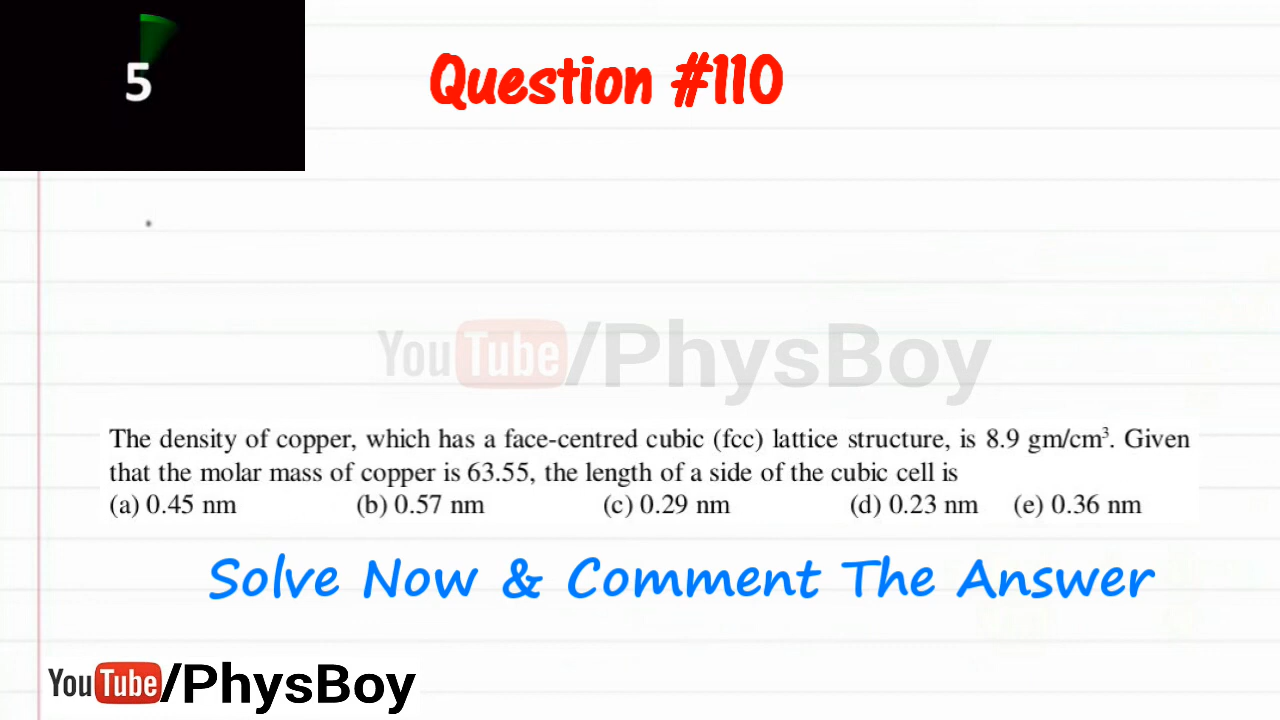 5
Question #110
YouTube/PhysBoy
The density of copper, which has a face-centred cubic (fcc) lattice structure, is 8.9 gm/cm³. Given
that the molar mass of copper is 63.55, the length of a side of the cubic cell is
(a) 0.45 nm (b) 0.57 nm (c) 0.29 nm (d) 0.23 nm (e) 0.36 nm
Solve Now & Comment The Answer
YouTube/PhysBoy